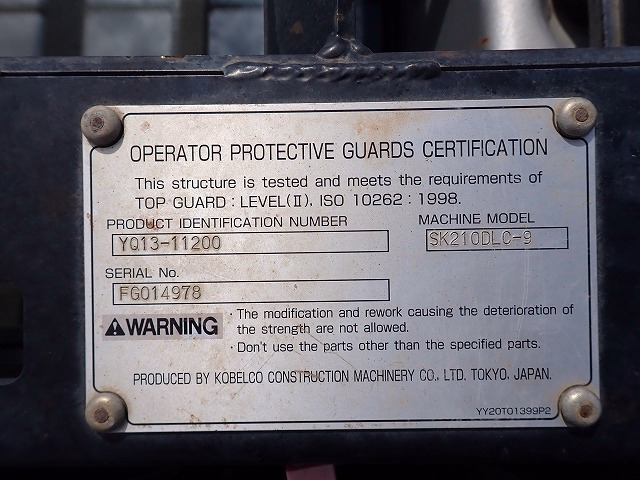 OPERATOR PROTECTIVE GUARDS CERTIFICATION
This structure is tested and meets the requirements of
TOP GUARD : LEVEL(Ⅱ), ISO 10262 : 1998.
PRODUCT IDENTIFICATION NUMBER
MACHINE MODEL
YQ13-11200
SK210DLC-9
SERIAL No.
FG014978
⚠WARNING
· The modification and rework causing the deterioration of
the strength are not allowed.
· Don't use the parts other than the specified parts.
PRODUCED BY KOBELCO CONSTRUCTION MACHINERY CO., LTD. TOKYO, JAPAN.
YY20T01399P2